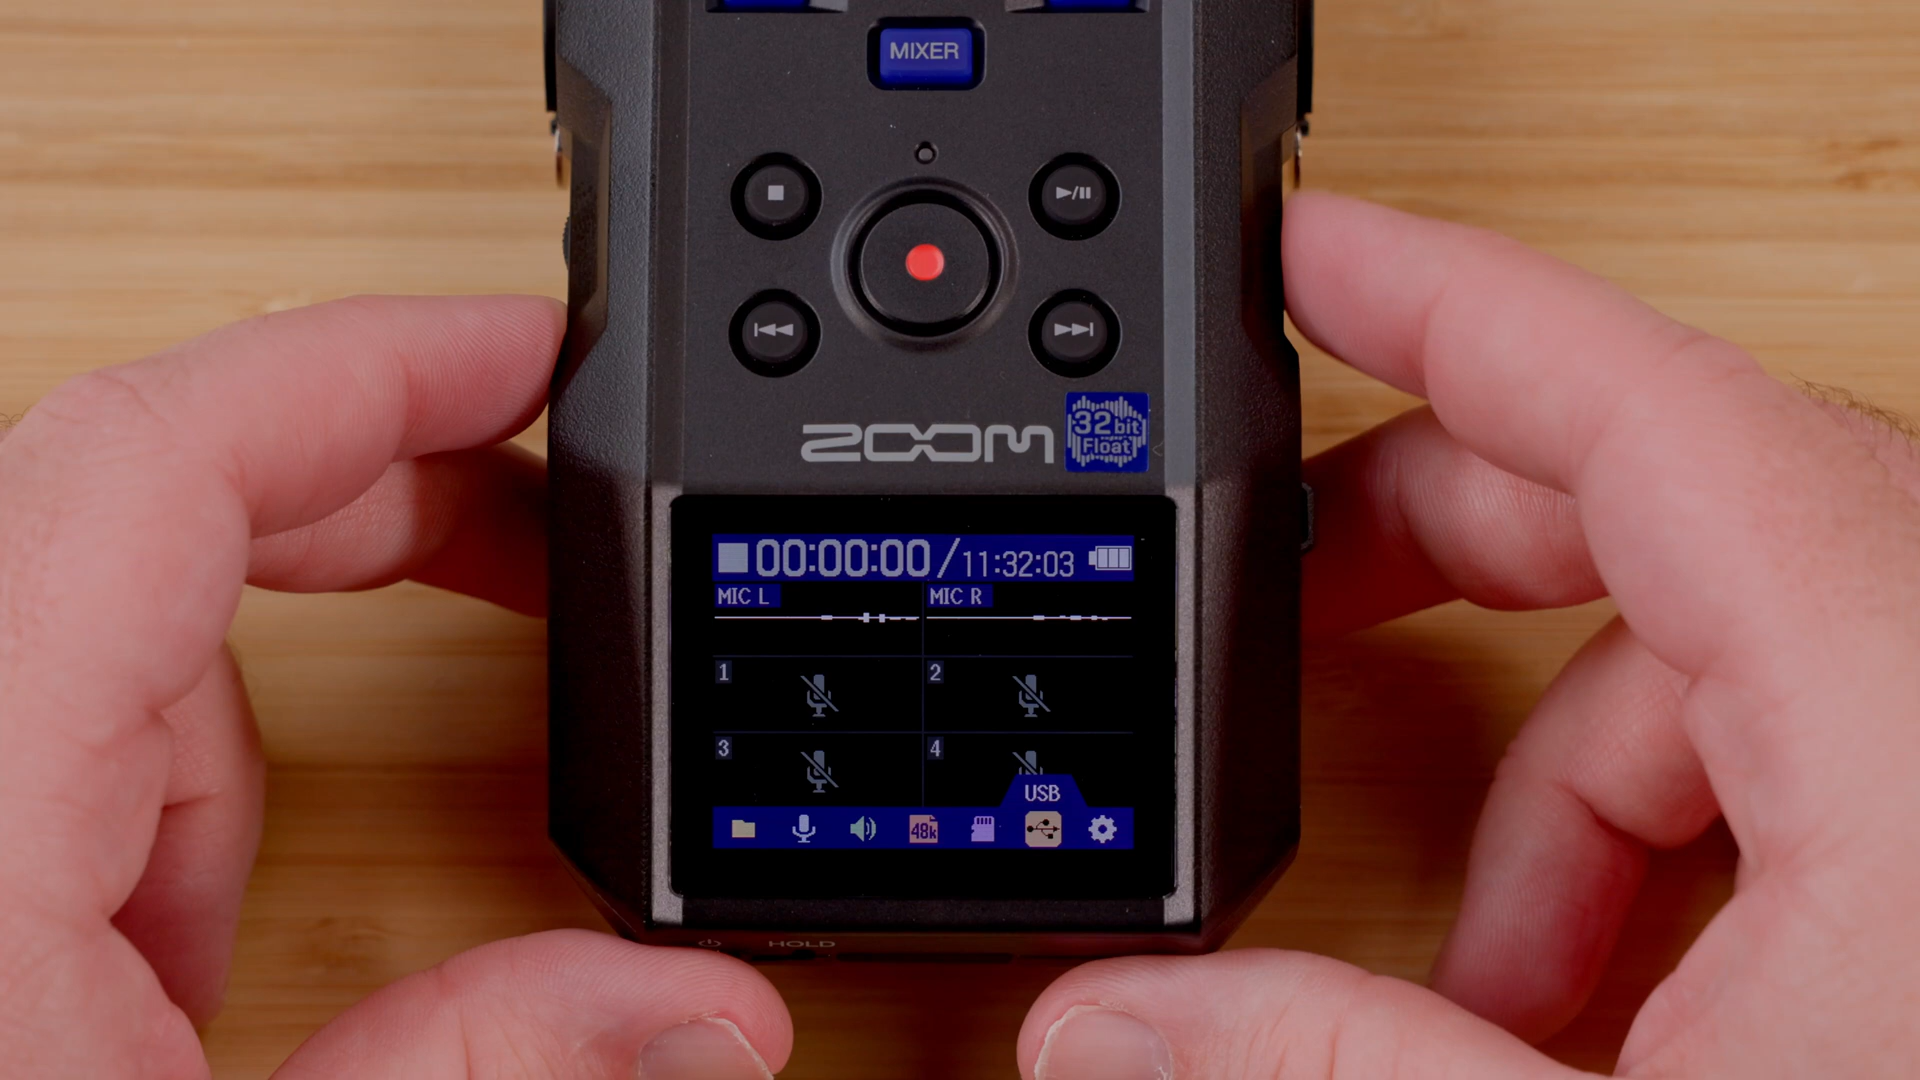 MIXER
ZOOM
32bit
Float
00:00:00/11:32:03
MIC L
MIC R
1
2
3
4
USB
48k
HOLD